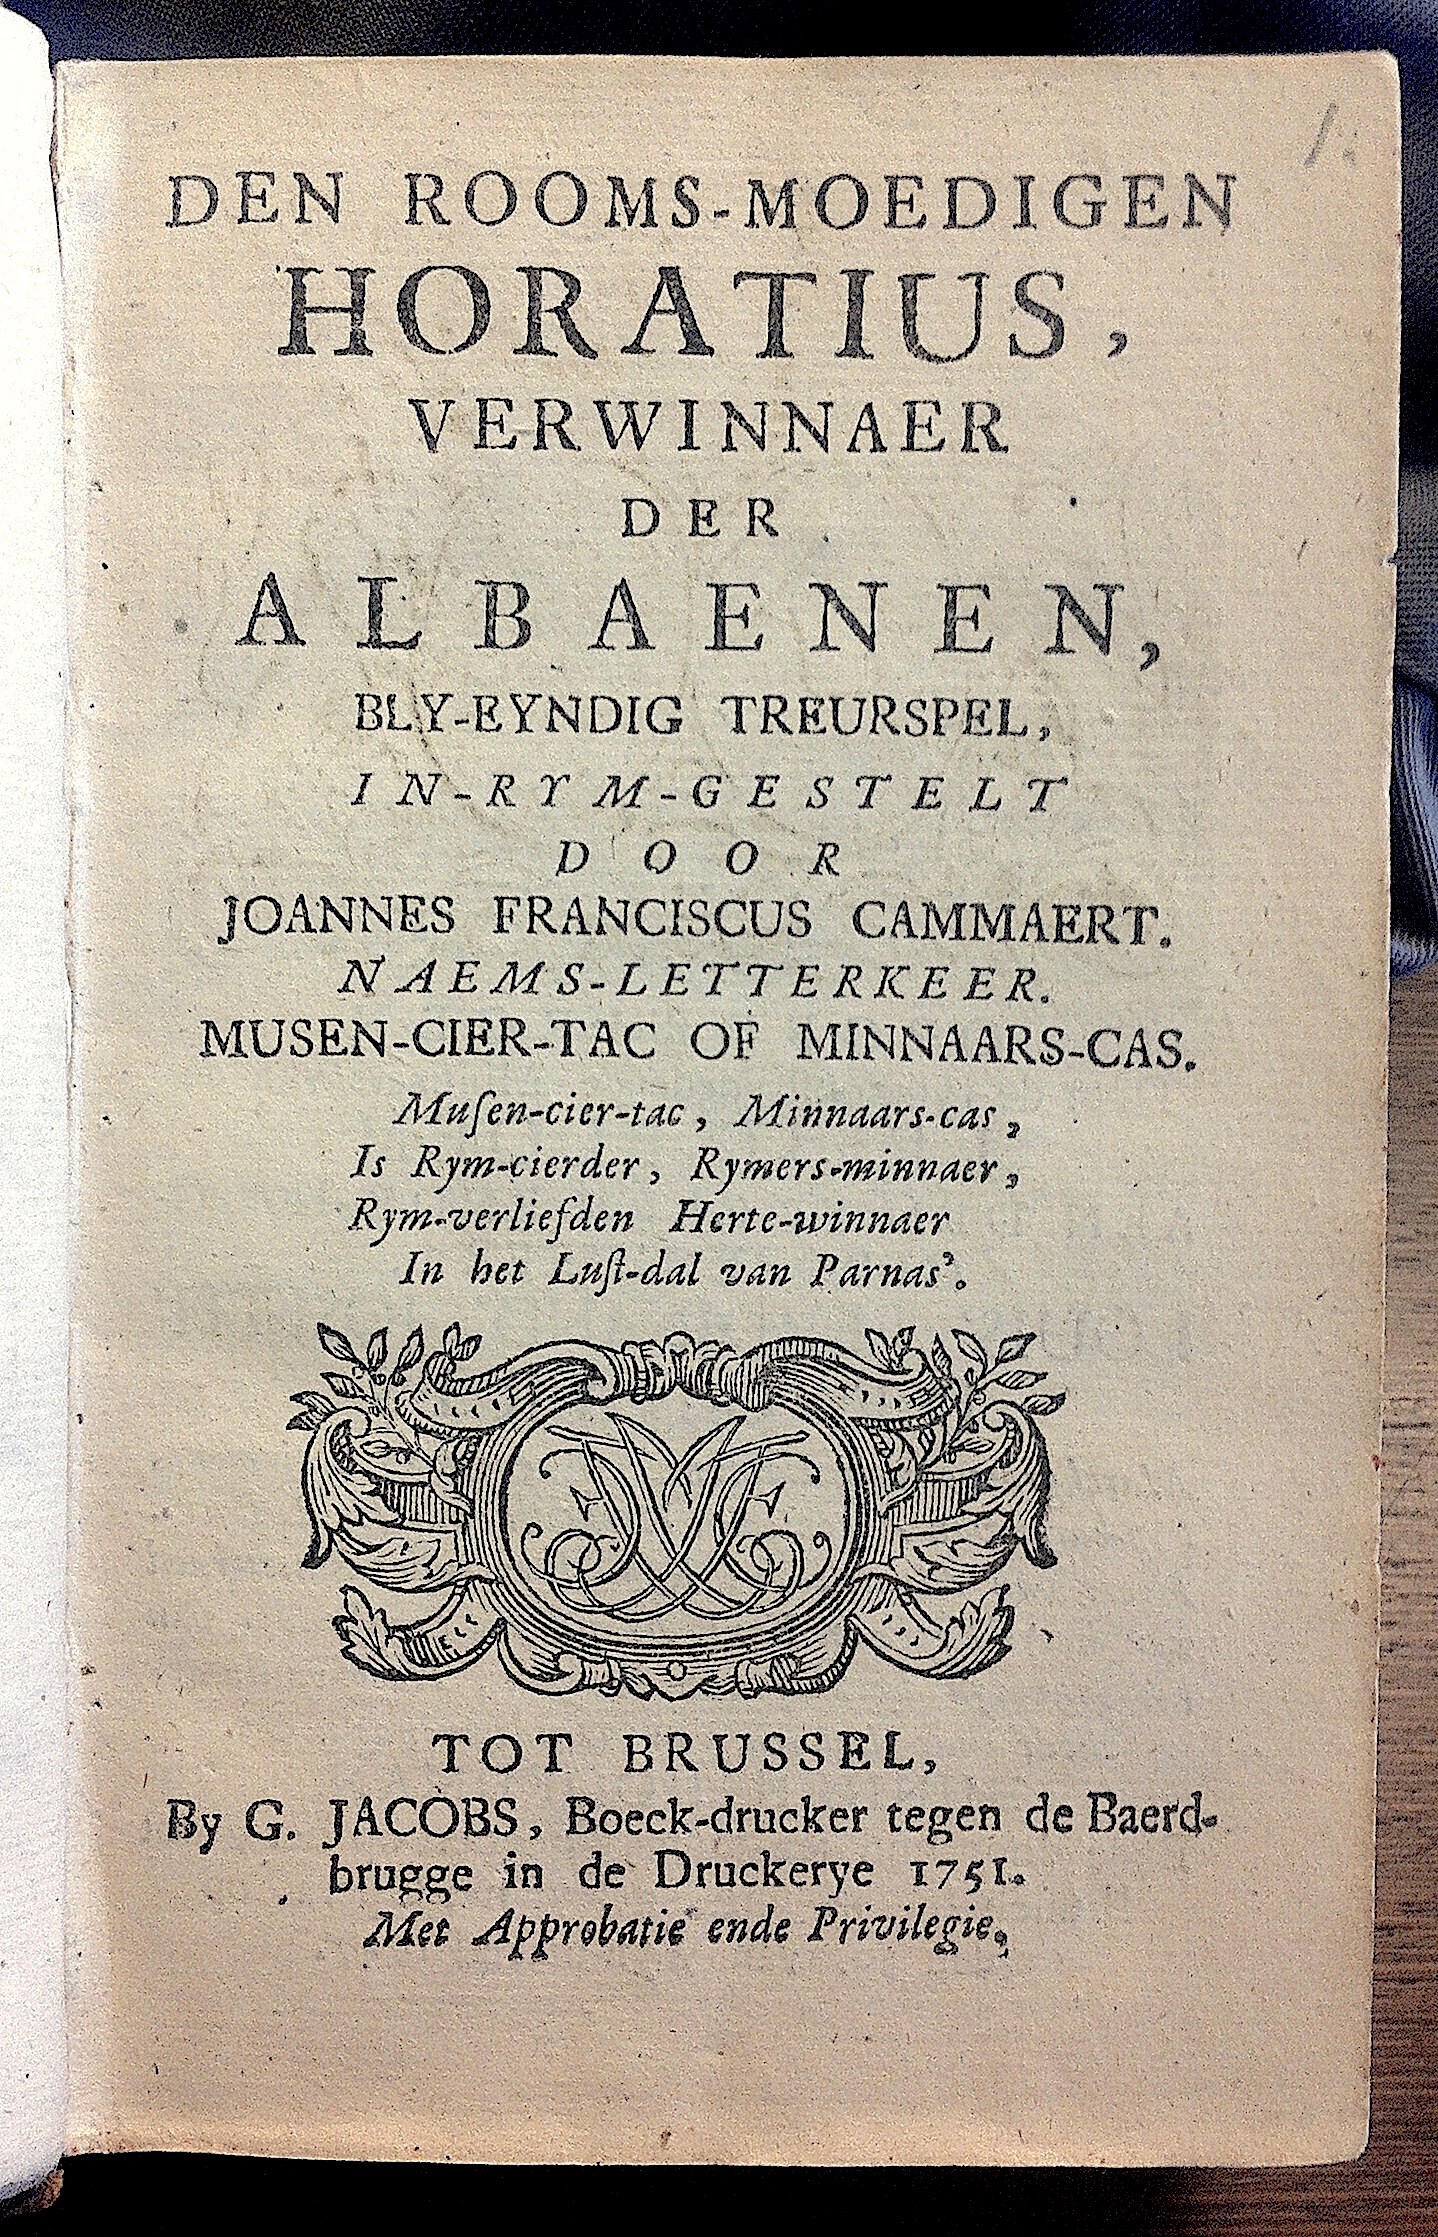 1.
DEN ROOMS-MOEDIGEN
HORATIUS,
VERWINNAER
DER
ALBAENEN,
BLY-EYNDIG TREURSPEL,
IN-RYM-GESTELT
DOOR
JOANNES FRANCISCUS CAMMAERT.
NAEMS-LETTERKEER.
MUSEN-CIER-TAC OF MINNAARS-CAS.
Muſen-cier-tac, Minnaars-cas,
Is Rym-cierder, Rymers-minnaer,
Rym-verliefden Herte-winnaer
In het Luſt-dal van Parnas'.
TOT BRUSSEL,
By G. JACOBS, Boeck-drucker tegen de Baerd-
brugge in de Druckerye 1751.
Met Approbatie ende Privilegie,